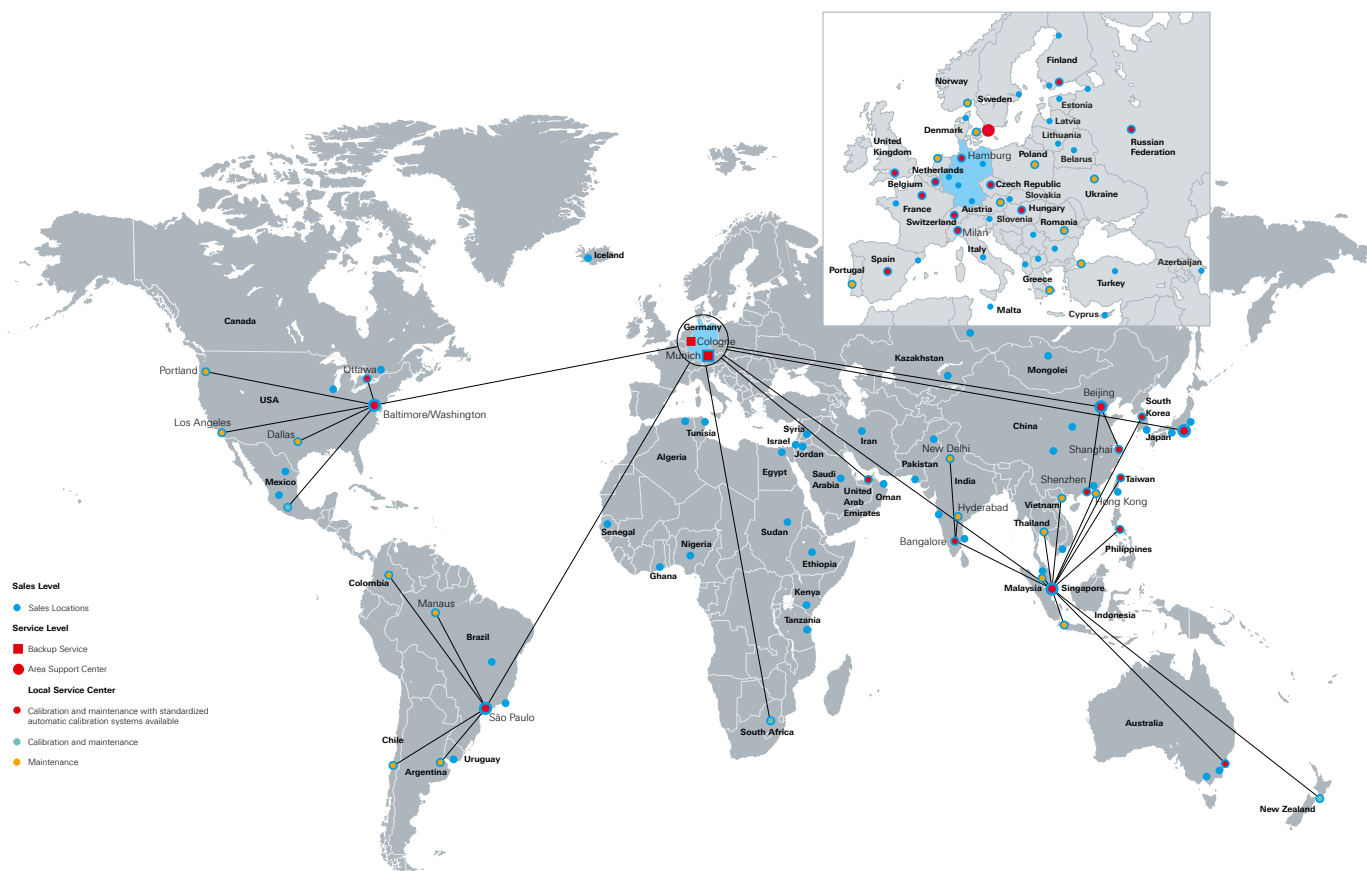 Finland
Norway
Sweden
Estonia
Denmark
Latvia
Lithuania
United
Kingdom
Russian
Federation
Hamburg
Poland
Belarus
Netherlands
Belgium
Czech Republic
Slovakia
Ukraine
France
Austria
Hungary
Switzerland
Slovenia
Romania
Milan
Italy
Spain
Portugal
Greece
Turkey
Azerbaijan
Malta
Cyprus
Iceland
Canada
Germany
Cologne
Munich
Kazakhstan
Mongolei
Portland
Ottawa
USA
Baltimore/Washington
Los Angeles
Dallas
Mexico
Beijing
South
Korea
China
Japan
Shanghai
Tunisia
Algeria
Syria
Israel
Jordan
Iran
Egypt
Saudi
Arabia
United
Arab
Emirates
Oman
Pakistan
New Delhi
India
Hyderabad
Bangalore
Shenzhen
Taiwan
Hong Kong
Vietnam
Thailand
Philippines
Malaysia
Singapore
Indonesia
Senegal
Nigeria
Ghana
Sudan
Ethiopia
Kenya
Tanzania
South Africa
Colombia
Manaus
Brazil
São Paulo
Chile
Argentina
Uruguay
Australia
New Zealand
Sales Level
Sales Locations
Service Level
Backup Service
Area Support Center
Local Service Center
Calibration and maintenance with standardized
automatic calibration systems available
Calibration and maintenance
Maintenance